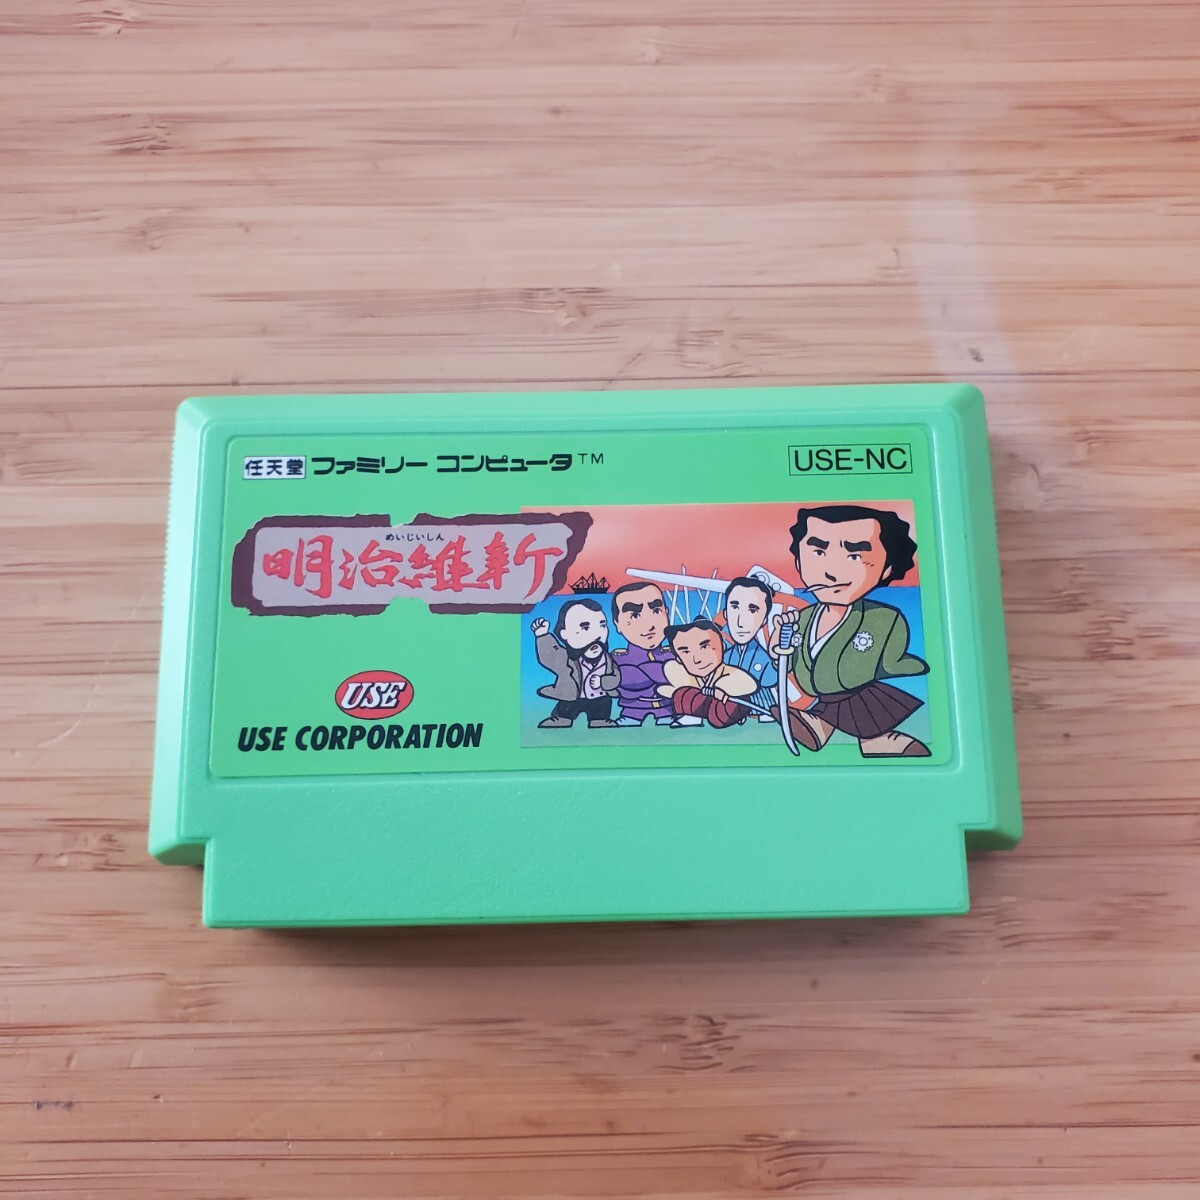 任天堂 ファミリー コンピュータ™
USE-NC
めいじいしん
明治維新
USE
USE CORPORATION